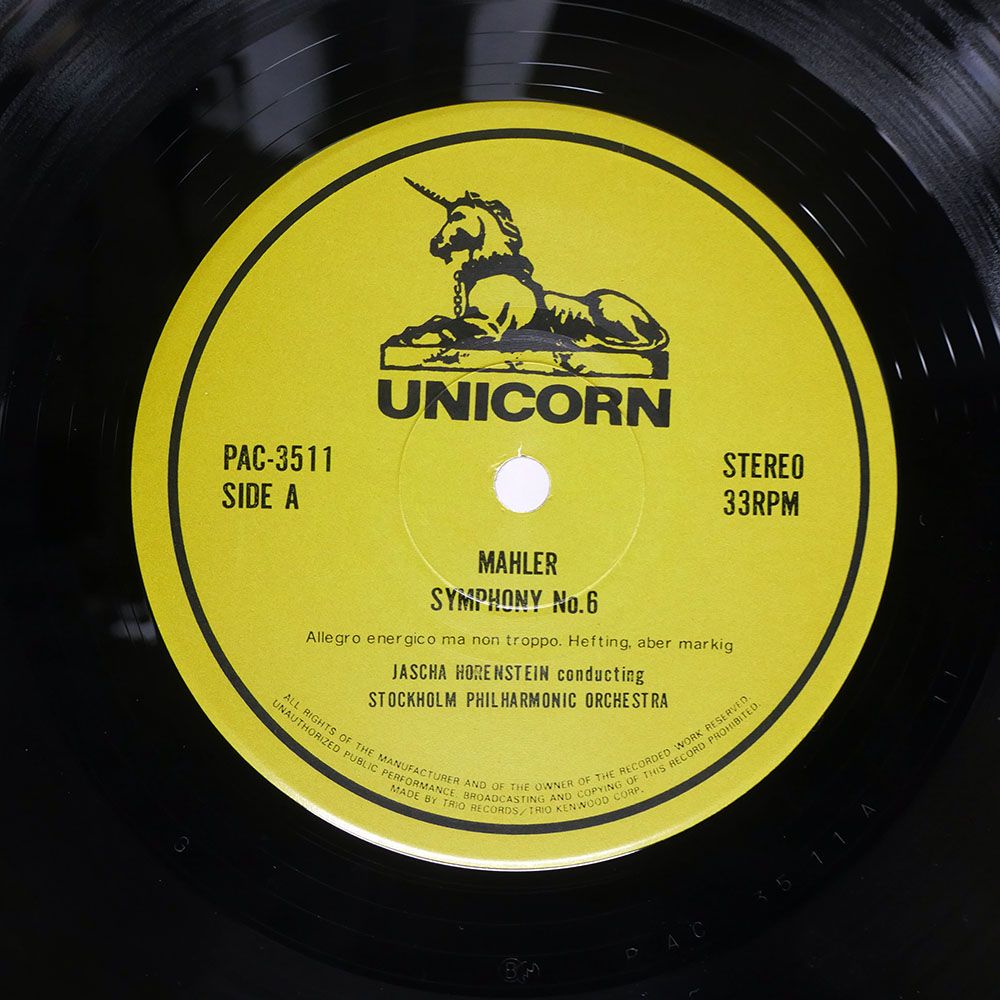 UNICORN
PAC-3511
SIDE A
STEREO
33RPM
MAHLER
SYMPHONY No.6
Allegro energico ma non troppo. Hefting, aber markig
JASCHA HORENSTEIN conducting
STOCKHOLM PHILHARMONIC ORCHESTRA
ALL RIGHTS OF THE MANUFACTURER AND OF THE OWNER OF THE RECORDED WORK RESERVED.
UNAUTHORIZED PUBLIC PERFORMANCE, BROADCASTING AND COPYING OF THIS RECORD PROHIBITED.
MADE BY TRIO RECORDS/TRIO KENWOOD CORP.
PAC 3511A